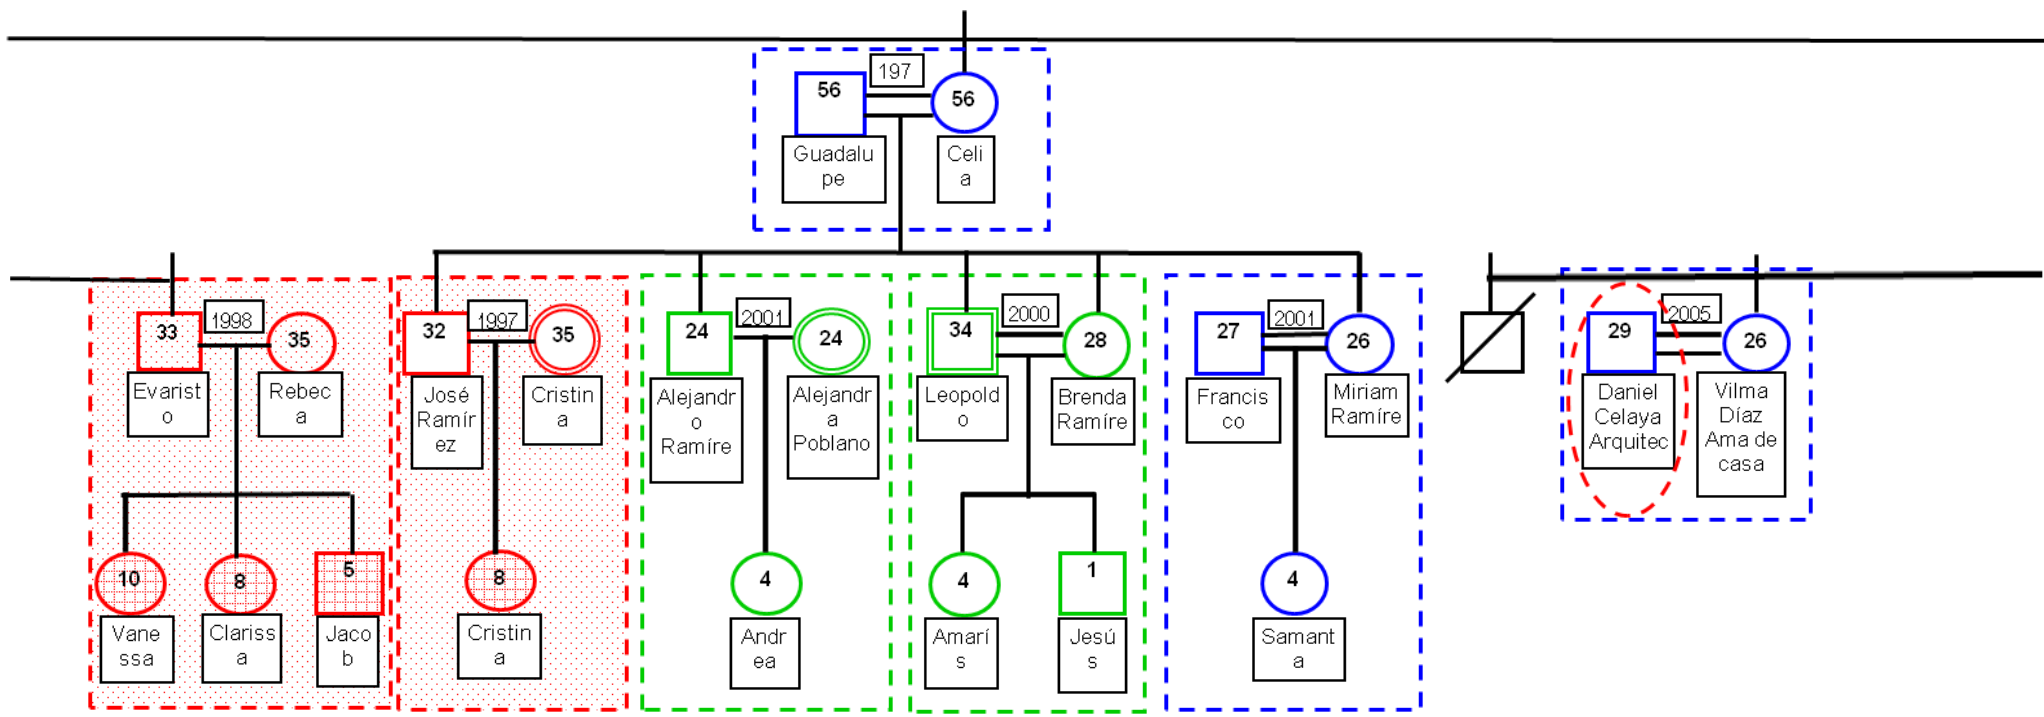 197
56
56
Guadalu
pe
Celi
a
33
1998
35
Evarist
o
Rebec
a
32
1997
35
José
Ramír
ez
Cristin
a
24
2001
24
Alejandr
o
Ramíre
Alejandr
a
Poblano
34
2000
28
Leopold
o
Brenda
Ramíre
27
2001
26
Francis
co
Miriam
Ramíre
29
2005
26
Daniel
Celaya
Arquitec
Vilma
Díaz
Ama de
casa
10
Vane
ssa
8
Clariss
a
5
Jaco
b
8
Cristin
a
4
Andr
ea
4
Amarí
s
1
Jesú
s
4
Samant
a